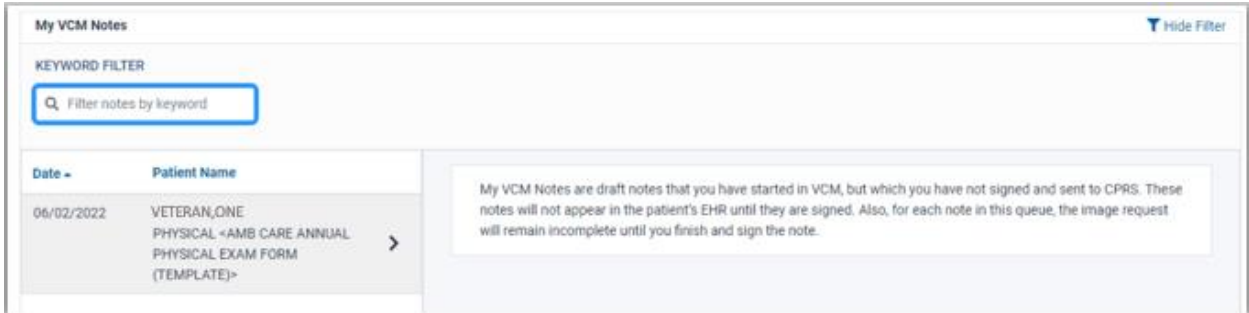 My VCM Notes
Hide Filter
KEYWORD FILTER
Filter notes by keyword
Date
Patient Name
06/02/2022
VETERAN,ONE
PHYSICAL <AMB CARE ANNUAL
PHYSICAL EXAM FORM
(TEMPLATE)>
My VCM Notes are draft notes that you have started in VCM, but which you have not signed and sent to CPRS. These
notes will not appear in the patient's EHR until they are signed. Also, for each note in this queue, the image request
will remain incomplete until you finish and sign the note.